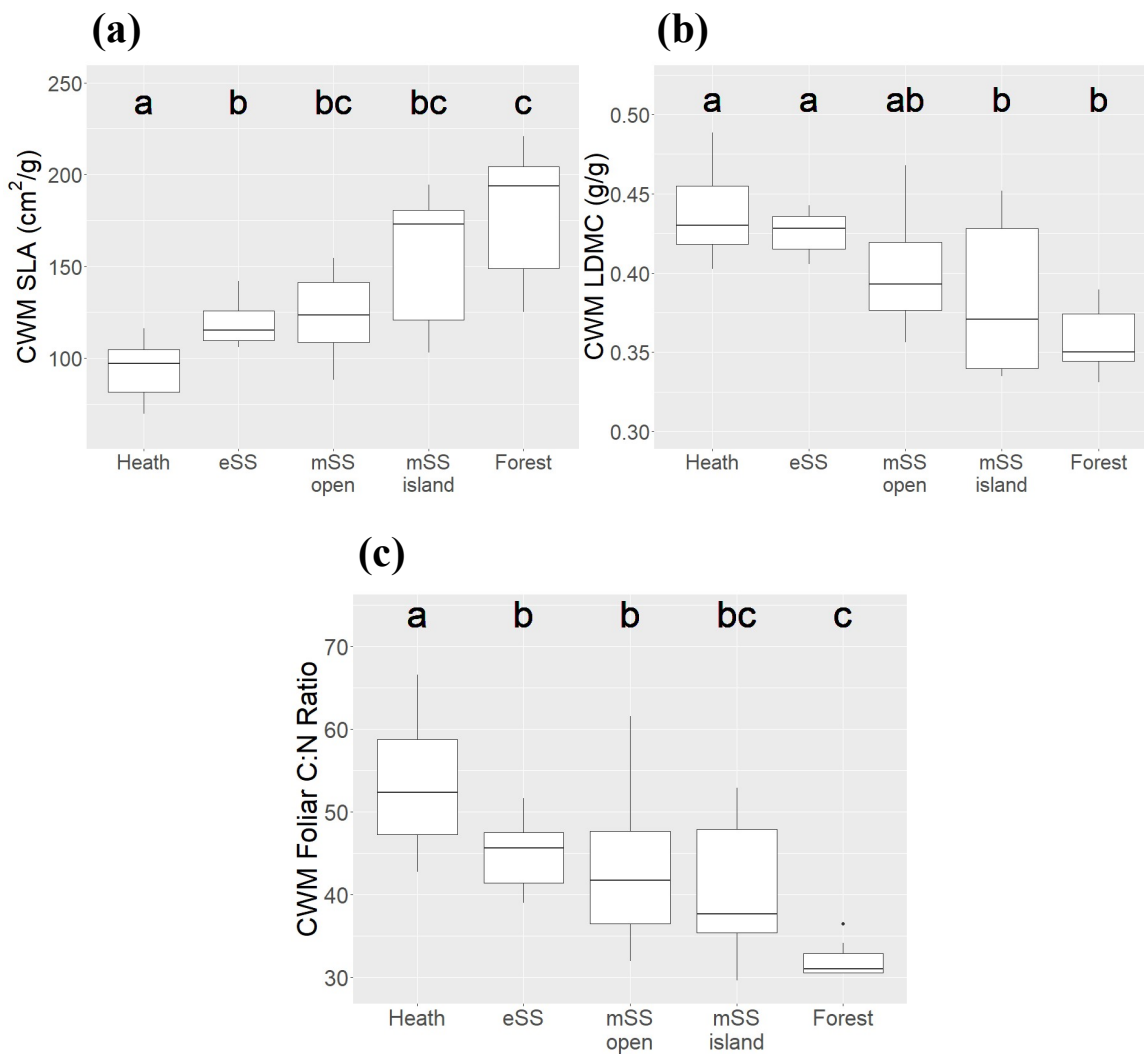 (a)
CWM SLA (cm²/g)
250
200
150
100
a b bc bc c
Heath eSS mSS open mSS island Forest
(b)
CWM LDMC (g/g)
0.50
0.45
0.40
0.35
0.30
a a ab b b
Heath eSS mSS open mSS island Forest
(c)
CWM Foliar C:N Ratio
70
60
50
40
30
a b b bc c
Heath eSS mSS open mSS island Forest